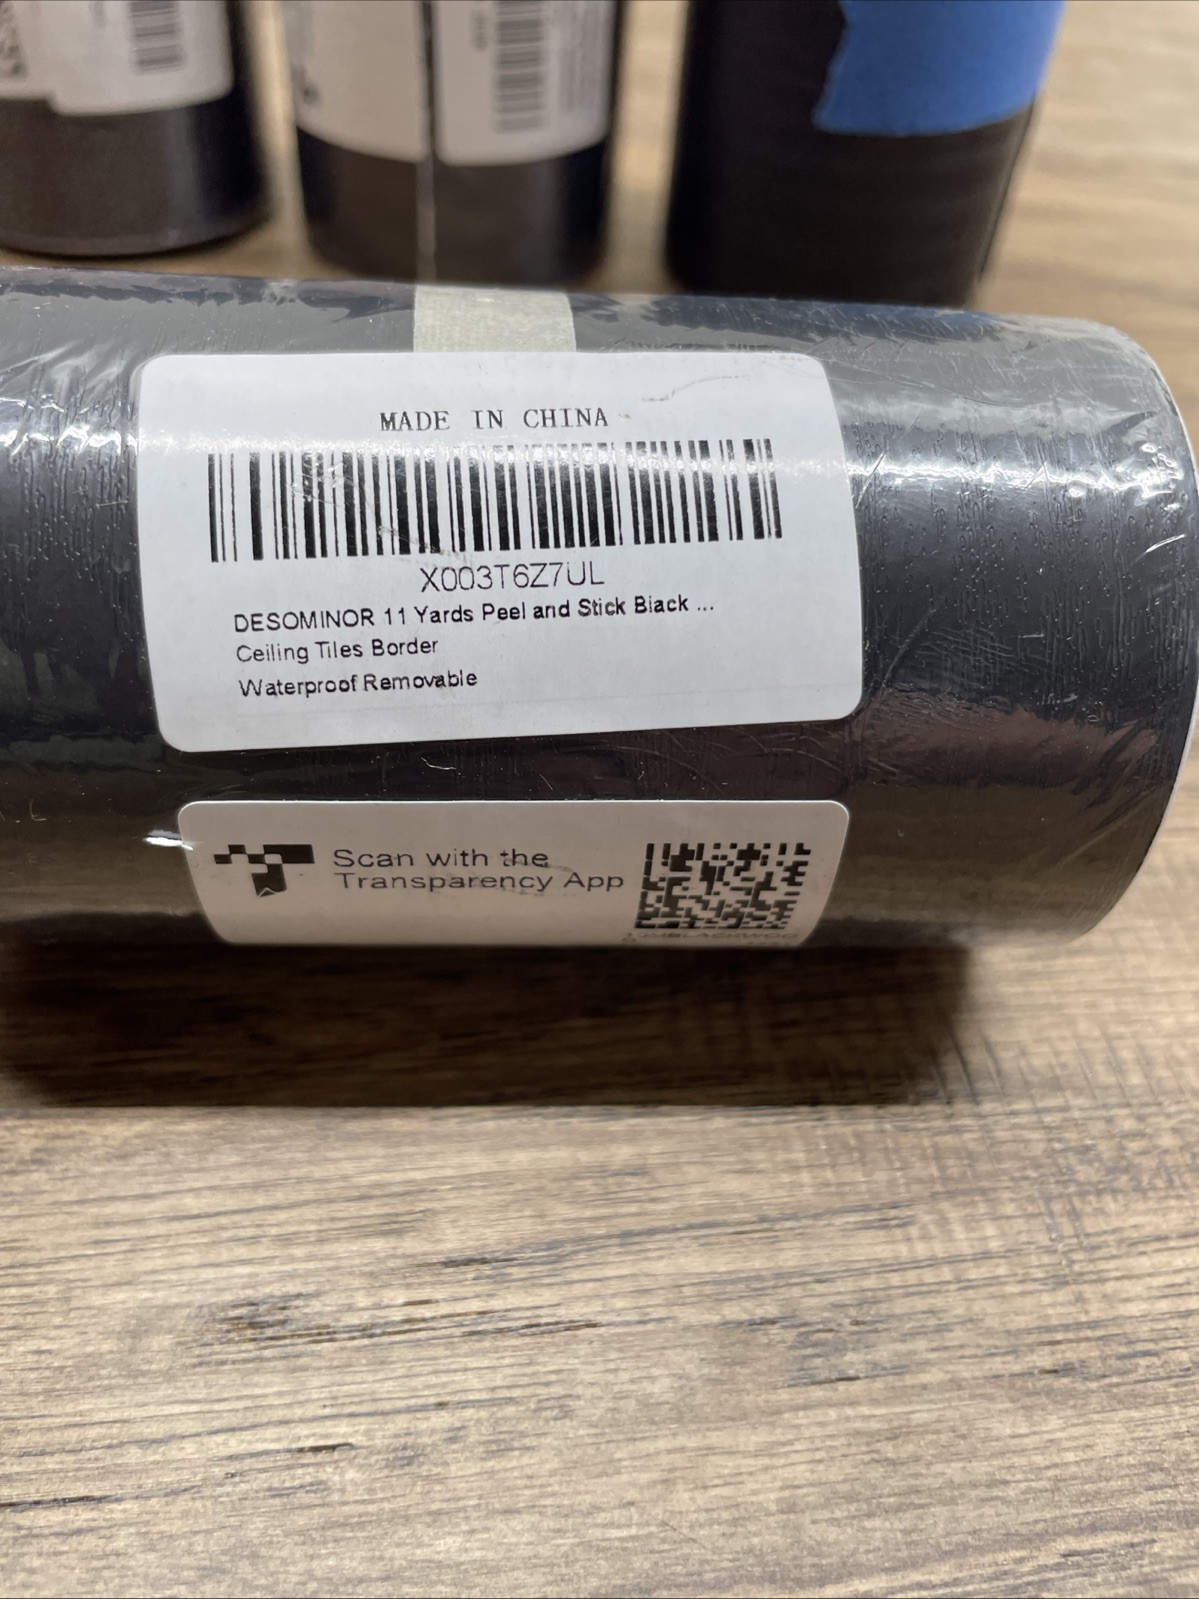 MADE IN CHINA
X003T6Z7UL
DESOMINOR 11 Yards Peel and Stick Black ...
Ceiling Tiles Border
Waterproof Removable
Scan with the
Transparency App